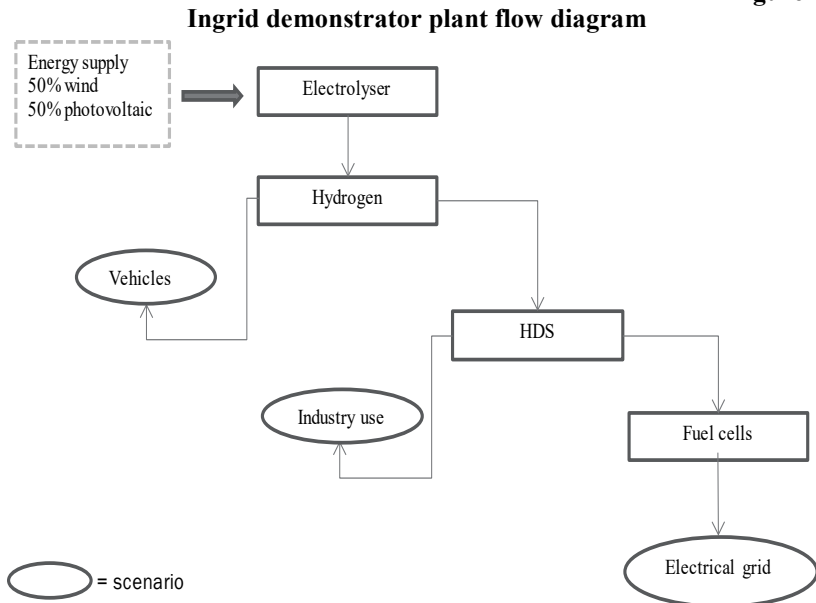 Ingrid demonstrator plant flow diagram
Energy supply
50% wind
50% photovoltaic
Electrolyser
Hydrogen
Vehicles
HDS
Industry use
Fuel cells
Electrical grid
= scenario